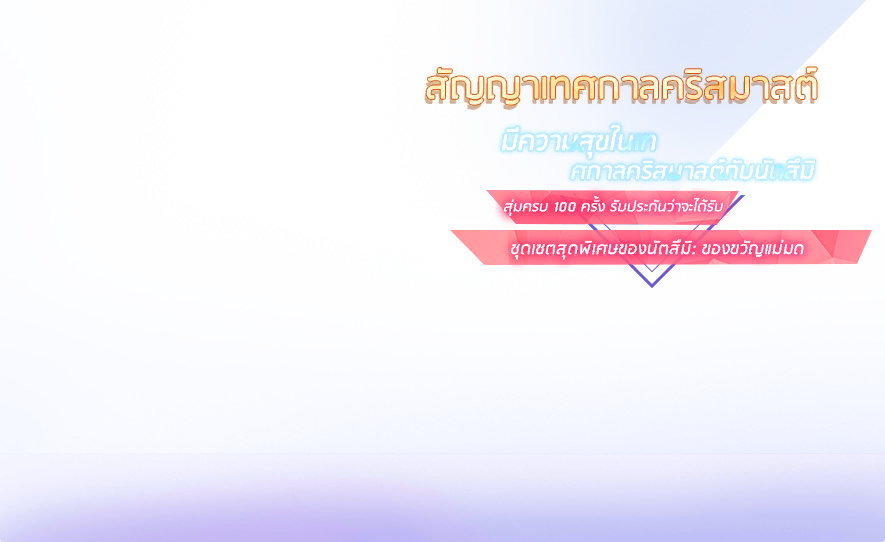 สัญญาเทศกาลคริสมาสต์
มีความสุขในเท
ศกาลคริสมาสต์กับนัตสึมิ
สุ่มครบ 100 ครั้ง รับประกันว่าจะได้รับ
ชุดเซตสุดพิเศษของนัตสึมิ: ของขวัญแม่มด